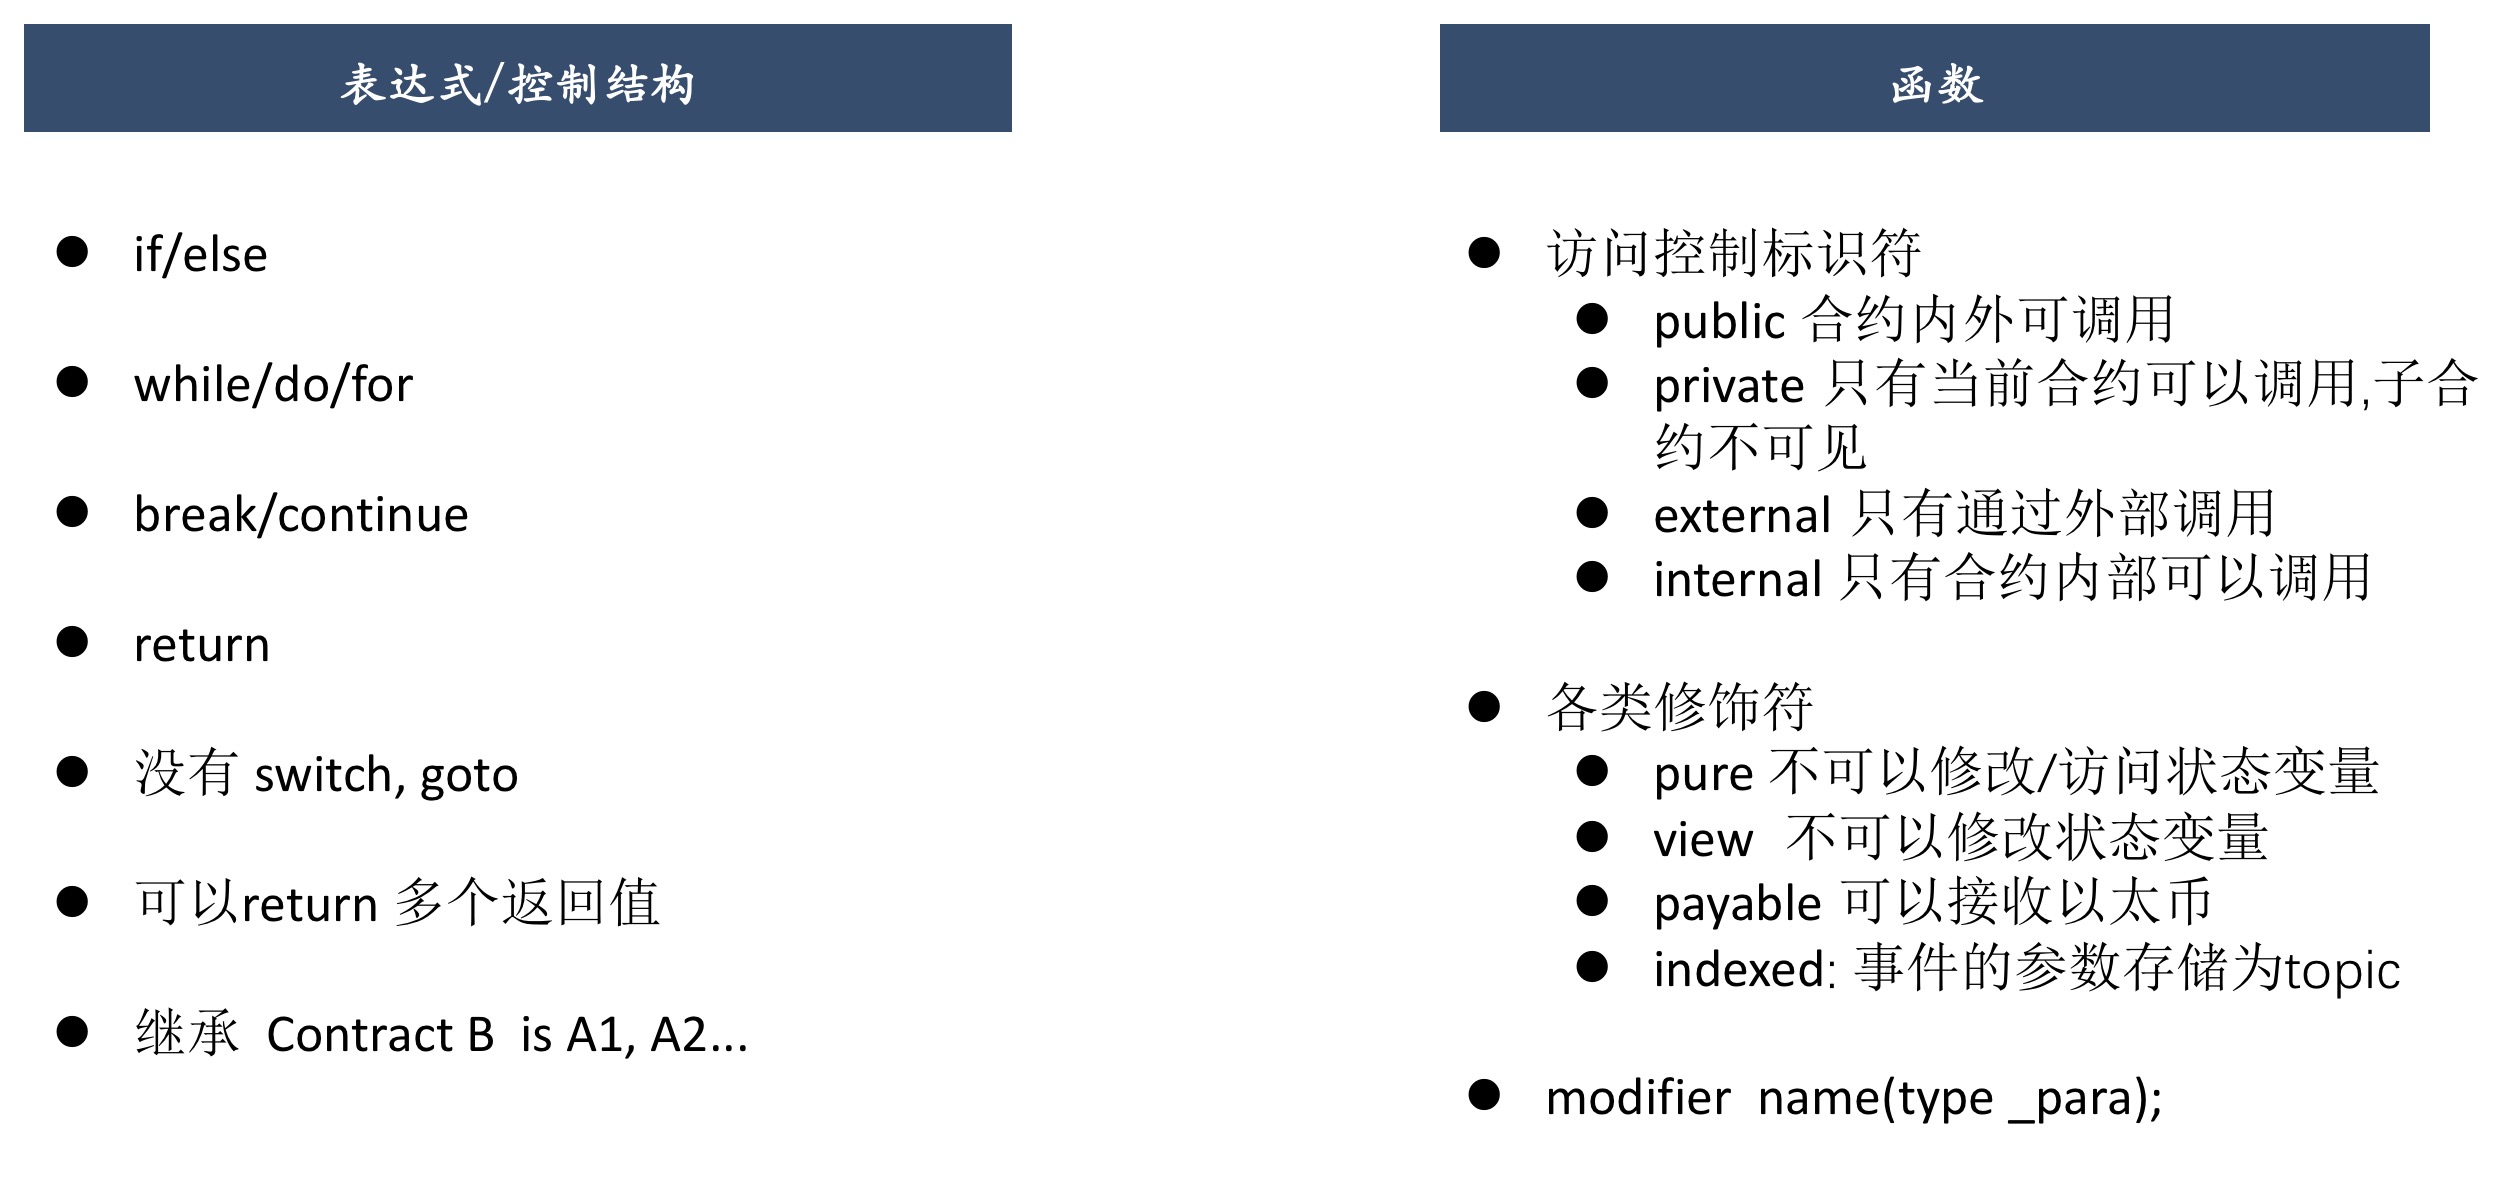 表达式/控制结构
if/else
while/do/for
break/continue
return
没有 switch, goto
可以return 多个返回值
继承 Contract B is A1, A2...
函数
访问控制标识符
public 合约内外可调用
private 只有当前合约可以调用,子合
约不可见
external 只有通过外部调用
internal 只有合约内部可以调用
各类修饰符
pure 不可以修改/访问状态变量
view 不可以修改状态变量
payable 可以接收以太币
indexed: 事件的参数存储为topic
modifier name(type _para);